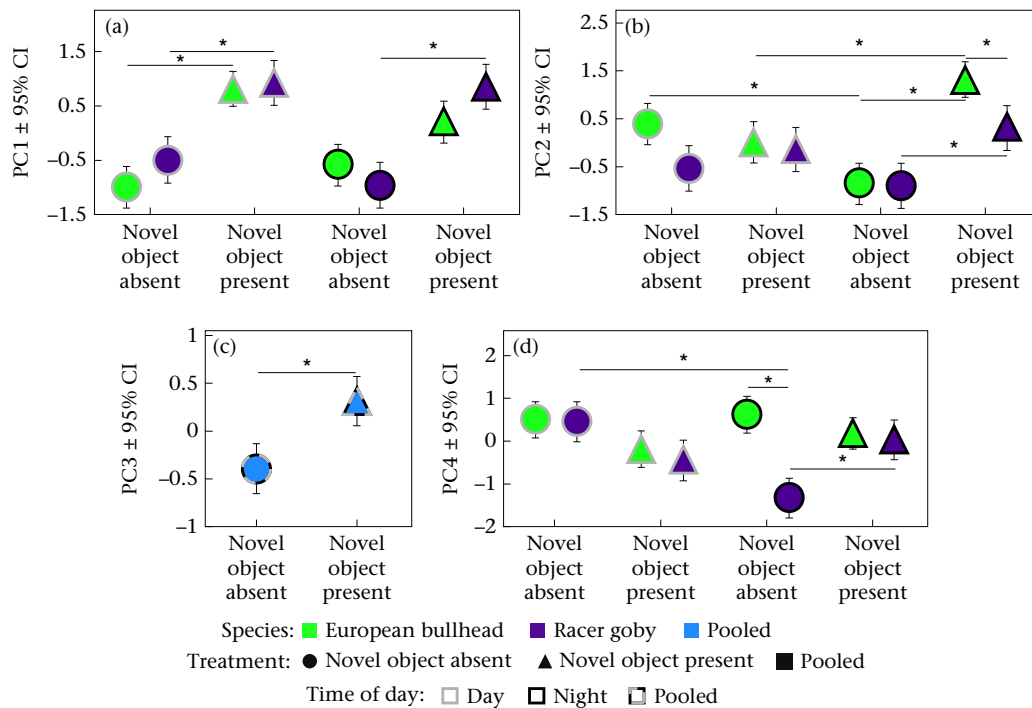 (a)
PC1 ± 95% CI
1.5
0.5
−0.5
−1.5
*
*
*
Novel object absent
Novel object present
Novel object absent
Novel object present
(b)
PC2 ± 95% CI
2.5
1.5
0.5
−0.5
−1.5
*
*
*
*
*
Novel object absent
Novel object present
Novel object absent
Novel object present
(c)
PC3 ± 95% CI
1
0.5
0
−0.5
−1
*
Novel object absent
Novel object present
(d)
PC4 ± 95% CI
2
1
0
−1
−2
*
*
*
Novel object absent
Novel object present
Novel object absent
Novel object present
Species: European bullhead Racer goby Pooled
Treatment: Novel object absent Novel object present Pooled
Time of day: Day Night Pooled